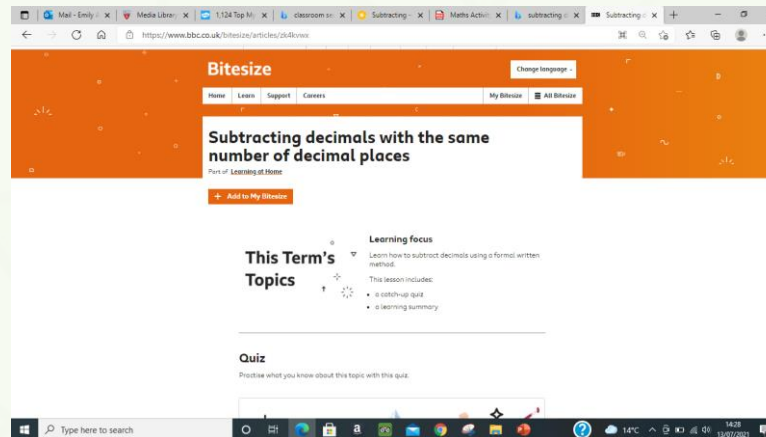 Mail - Emily
Media Library
1,124 Top My
classroom se
Subtracting -
Maths Activit
subtracting d
Subtracting d
https://www.bbc.co.uk/bitesize/articles/zk4kvwx
Bitesize
Change language
Home Learn Support Careers My Bitesize All Bitesize
Subtracting decimals with the same
number of decimal places
Part of Learning at Home
+ Add to My Bitesize
This Term's
Topics
Learning focus
Learn how to subtract decimals using a formal written
method.
This lesson includes:
• a catch-up quiz
• a learning summary
Quiz
Practise what you know about this topic with this quiz.
Type here to search
14°C
14:28
13/07/2021